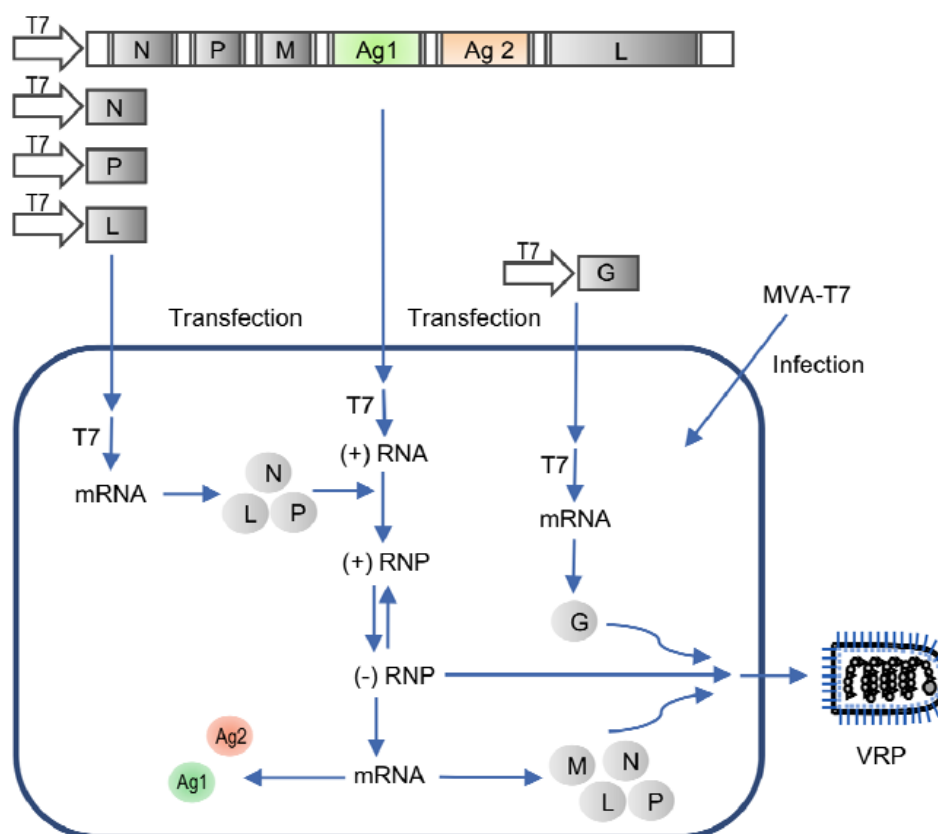 T7
N P M Ag1 Ag 2 L
T7
N
T7
P
T7
L
T7
G
MVA-T7
Transfection Transfection
Infection
T7
T7
(+) RNA
T7
mRNA
N
L P
mRNA
(+) RNP
G
(-) RNP
Ag2
Ag1
mRNA
M N
L P
VRP